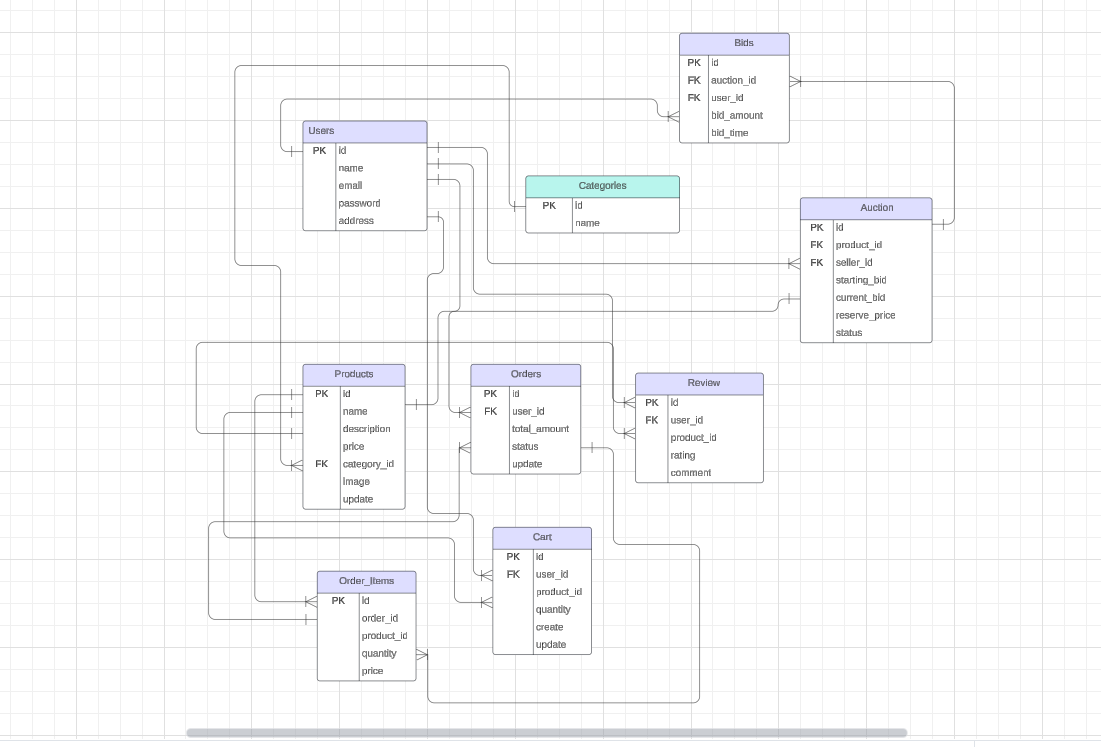 Bids
PK id
FK auction_id
FK user_id
bid_amount
bid_time
Users
PK id
name
email
password
address
Categories
PK id
name
Auction
PK id
FK product_id
FK seller_id
starting_bid
current_bid
reserve_price
status
Products
PK id
name
description
price
FK category_id
image
update
Orders
PK id
FK user_id
total_amount
status
update
Review
PK id
FK user_id
product_id
rating
comment
Cart
PK id
FK user_id
product_id
quantity
create
update
Order_Items
PK id
order_id
product_id
quantity
price